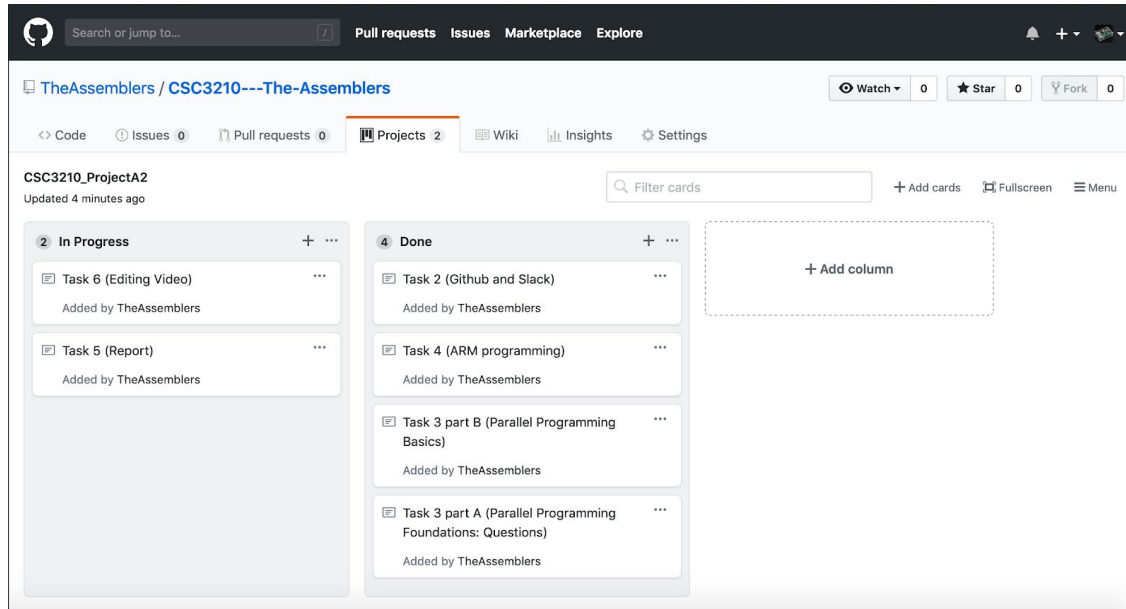 Search or jump to... /
Pull requests Issues Marketplace Explore
TheAssemblers / CSC3210---The-Assemblers
Watch 0 Star 0 Fork 0
Code Issues 0 Pull requests 0 Projects 2 Wiki Insights Settings
CSC3210_ProjectA2
Updated 4 minutes ago
Filter cards
+ Add cards Fullscreen Menu
2 In Progress + ...
Task 6 (Editing Video) ...
Added by TheAssemblers
Task 5 (Report) ...
Added by TheAssemblers
4 Done + ...
Task 2 (Github and Slack) ...
Added by TheAssemblers
Task 4 (ARM programming) ...
Added by TheAssemblers
Task 3 part B (Parallel Programming ...
Basics)
Added by TheAssemblers
Task 3 part A (Parallel Programming ...
Foundations: Questions)
Added by TheAssemblers
+ Add column